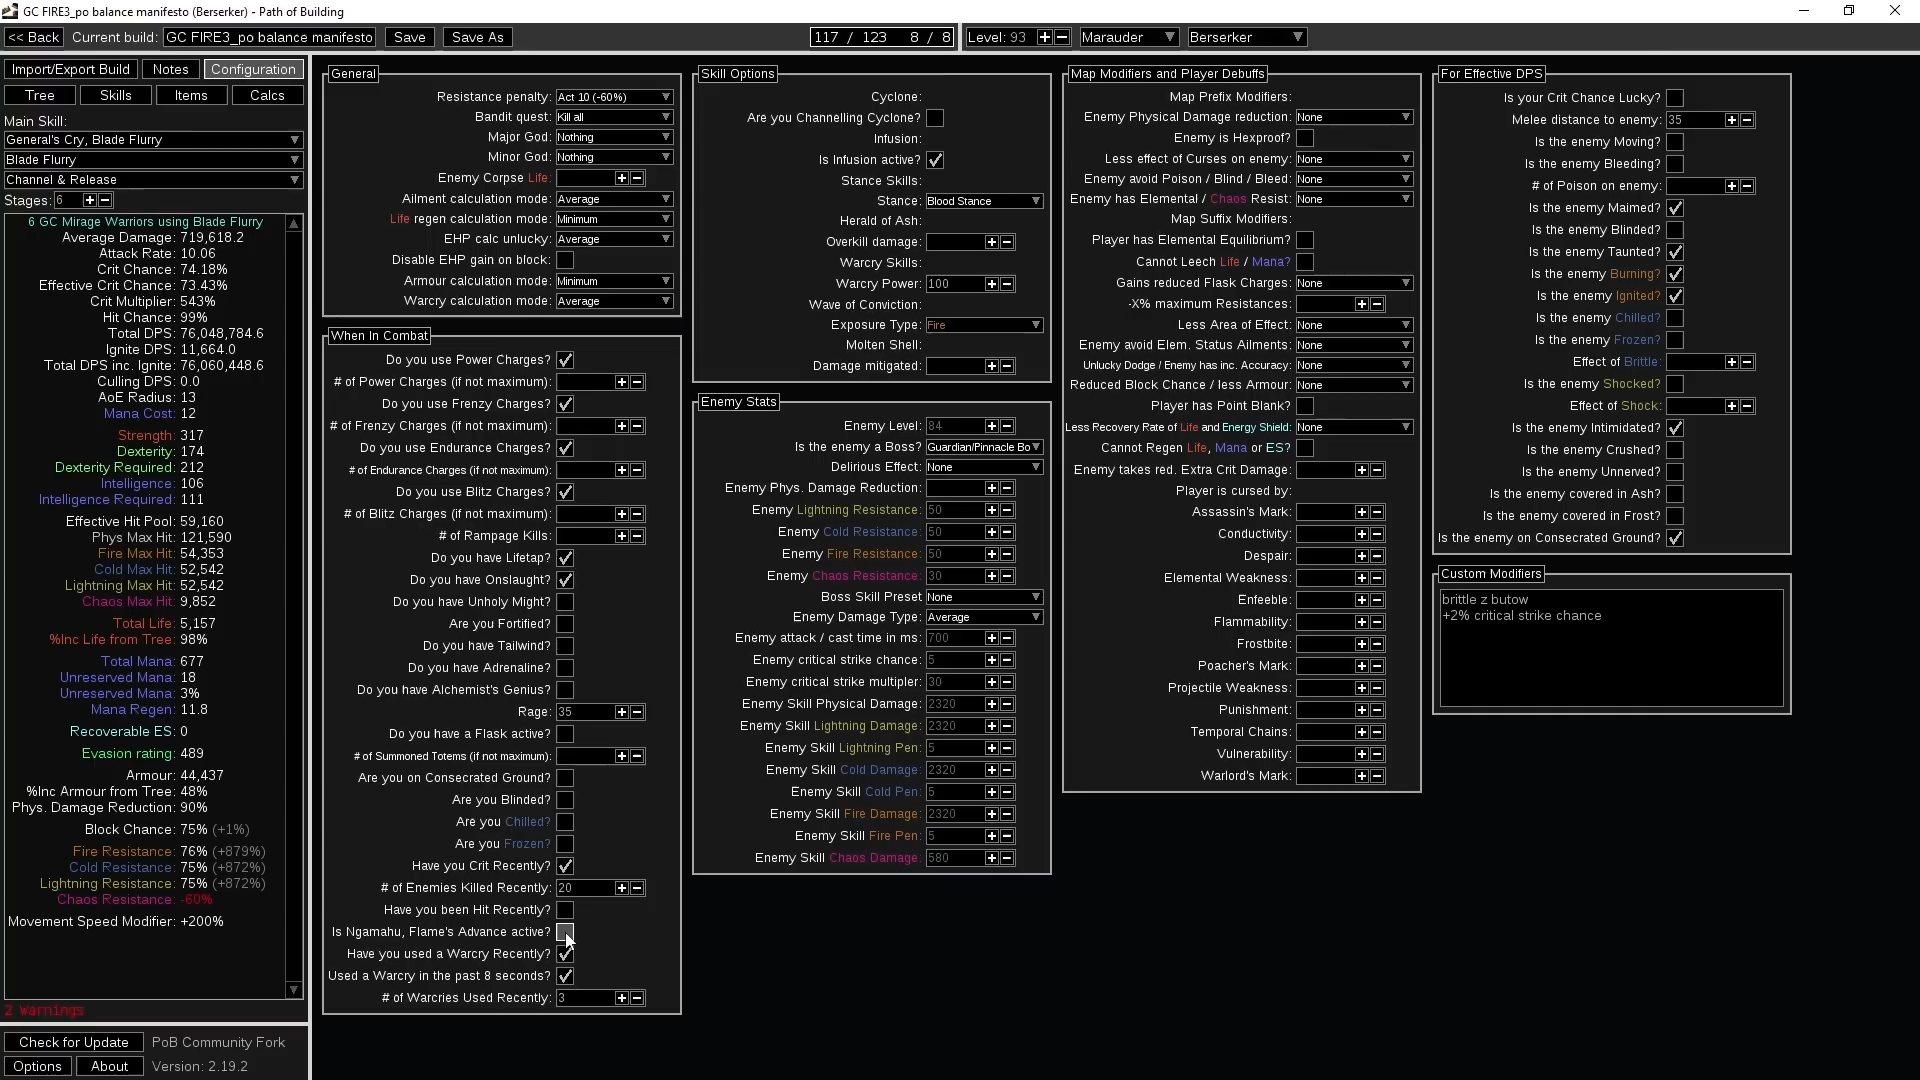 GC FIRE3_po balance manifesto (Berserker) - Path of Building
<< Back
Current build: GC FIRE3_po balance manifesto
Save
Save As
117 / 123 8 / 8
Level: 93
Marauder
Berserker
Import/Export Build
Notes
Configuration
Tree
Skills
Items
Calcs
Main Skill:
General's Cry, Blade Flurry
Blade Flurry
Channel & Release
Stages: 6
6 GC Mirage Warriors using Blade Flurry
Average Damage: 719,618.2
Attack Rate: 10.06
Crit Chance: 74.18%
Effective Crit Chance: 73.43%
Crit Multiplier: 543%
Hit Chance: 99%
Total DPS: 76,048,784.6
Ignite DPS: 11,664.0
Total DPS inc. Ignite: 76,060,448.6
Culling DPS: 0.0
AoE Radius: 13
Mana Cost: 12
Strength: 317
Dexterity: 174
Dexterity Required: 212
Intelligence: 106
Intelligence Required: 111
Effective Hit Pool: 59,160
Phys Max Hit: 121,590
Fire Max Hit: 54,353
Cold Max Hit: 52,542
Lightning Max Hit: 52,542
Chaos Max Hit: 9,852
Total Life: 5,157
%Inc Life from Tree: 98%
Total Mana: 677
Unreserved Mana: 18
Unreserved Mana: 3%
Mana Regen: 11.8
Recoverable ES: 0
Evasion rating: 489
Armour: 44,437
%Inc Armour from Tree: 48%
Phys. Damage Reduction: 90%
Block Chance: 75% (+1%)
Fire Resistance: 76% (+879%)
Cold Resistance: 75% (+872%)
Lightning Resistance: 75% (+872%)
Chaos Resistance: -60%
Movement Speed Modifier: +200%
2 Warnings
Check for Update
PoB Community Fork
Options
About
Version: 2.19.2
General
Resistance penalty: Act 10 (-60%)
Bandit quest: Kill all
Major God: Nothing
Minor God: Nothing
Enemy Corpse Life:
Ailment calculation mode: Average
Life regen calculation mode: Minimum
EHP calc unlucky: Average
Disable EHP gain on block:
Armour calculation mode: Minimum
Warcry calculation mode: Average
When In Combat
Do you use Power Charges?
# of Power Charges (if not maximum):
Do you use Frenzy Charges?
# of Frenzy Charges (if not maximum):
Do you use Endurance Charges?
# of Endurance Charges (if not maximum):
Do you use Blitz Charges?
# of Blitz Charges (if not maximum):
# of Rampage Kills:
Do you have Lifetap?
Do you have Onslaught?
Do you have Unholy Might?
Are you Fortified?
Do you have Tailwind?
Do you have Adrenaline?
Do you have Alchemist's Genius?
Rage: 35
Do you have a Flask active?
# of Summoned Totems (if not maximum):
Are you on Consecrated Ground?
Are you Blinded?
Are you Chilled?
Are you Frozen?
Have you Crit Recently?
# of Enemies Killed Recently: 20
Have you been Hit Recently?
Is Ngamahu, Flame's Advance active?
Have you used a Warcry Recently?
Used a Warcry in the past 8 seconds?
# of Warcries Used Recently: 3
Skill Options
Cyclone:
Are you Channelling Cyclone?
Infusion:
Is Infusion active?
Stance Skills:
Stance: Blood Stance
Herald of Ash:
Overkill damage:
Warcry Skills:
Warcry Power: 100
Wave of Conviction:
Exposure Type: Fire
Molten Shell:
Damage mitigated:
Enemy Stats
Enemy Level: 84
Is the enemy a Boss? Guardian/Pinnacle Bo
Delirious Effect: None
Enemy Phys. Damage Reduction:
Enemy Lightning Resistance: 50
Enemy Cold Resistance: 50
Enemy Fire Resistance: 50
Enemy Chaos Resistance: 30
Boss Skill Preset None
Enemy Damage Type: Average
Enemy attack / cast time in ms: 700
Enemy critical strike chance: 5
Enemy critical strike multipler: 30
Enemy Skill Physical Damage: 2320
Enemy Skill Lightning Damage: 2320
Enemy Skill Lightning Pen: 5
Enemy Skill Cold Damage: 2320
Enemy Skill Cold Pen: 5
Enemy Skill Fire Damage: 2320
Enemy Skill Fire Pen: 5
Enemy Skill Chaos Damage: 580
Map Modifiers and Player Debuffs
Map Prefix Modifiers:
Enemy Physical Damage reduction: None
Enemy is Hexproof?
Less effect of Curses on enemy: None
Enemy avoid Poison / Blind / Bleed: None
Enemy has Elemental / Chaos Resist: None
Map Suffix Modifiers:
Player has Elemental Equilibrium?
Cannot Leech Life / Mana?
Gains reduced Flask Charges: None
-X% maximum Resistances:
Less Area of Effect: None
Enemy avoid Elem. Status Ailments: None
Unlucky Dodge / Enemy has inc. Accuracy: None
Reduced Block Chance / less Armour: None
Player has Point Blank?
Less Recovery Rate of Life and Energy Shield: None
Cannot Regen Life, Mana or ES?
Enemy takes red. Extra Crit Damage:
Player is cursed by:
Assassin's Mark:
Conductivity:
Despair:
Elemental Weakness:
Enfeeble:
Flammability:
Frostbite:
Poacher's Mark:
Projectile Weakness:
Punishment:
Temporal Chains:
Vulnerability:
Warlord's Mark:
For Effective DPS
Is your Crit Chance Lucky?
Melee distance to enemy: 35
Is the enemy Moving?
Is the enemy Bleeding?
# of Poison on enemy:
Is the enemy Maimed?
Is the enemy Blinded?
Is the enemy Taunted?
Is the enemy Burning?
Is the enemy Ignited?
Is the enemy Chilled?
Is the enemy Frozen?
Effect of Brittle:
Is the enemy Shocked?
Effect of Shock:
Is the enemy Intimidated?
Is the enemy Crushed?
Is the enemy Unnerved?
Is the enemy covered in Ash?
Is the enemy covered in Frost?
Is the enemy on Consecrated Ground?
Custom Modifiers
brittle z butow
+2% critical strike chance